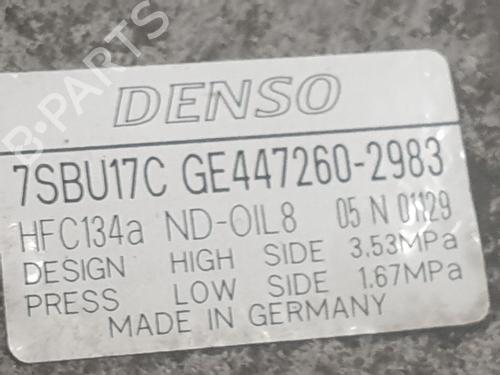 B-PARTS
DENSO
7SBU17C GE447260-2983
HFC134a ND-OIL8 05 N 01129
DESIGN HIGH SIDE 3.53MPa
PRESS LOW SIDE 1.67MPa
MADE IN GERMANY